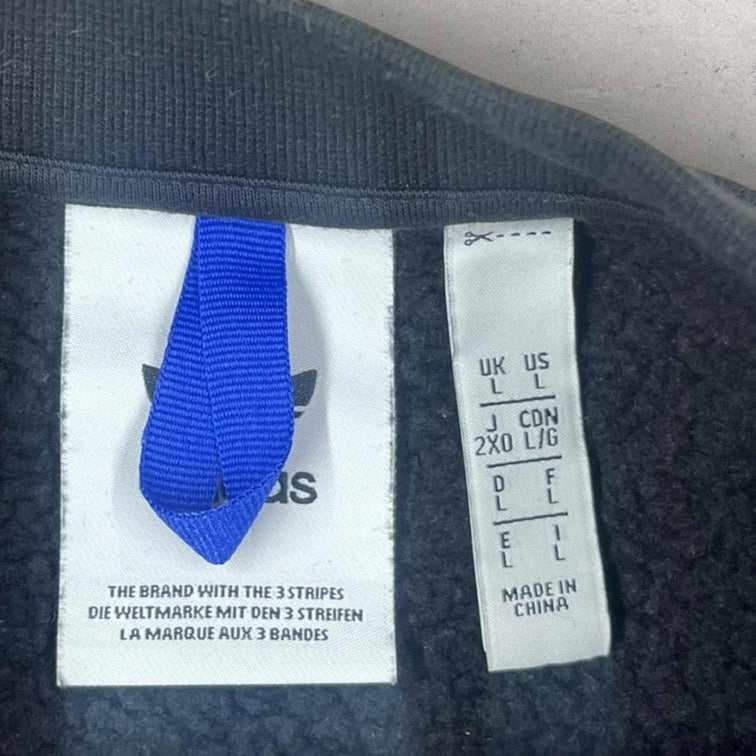 THE BRAND WITH THE 3 STRIPES
DIE WELTMARKE MIT DEN 3 STREIFEN
LA MARQUE AUX 3 BANDES
UK US
L L
J CDN
2XO L/G
D F
L L
E I
L L
MADE IN
CHINA